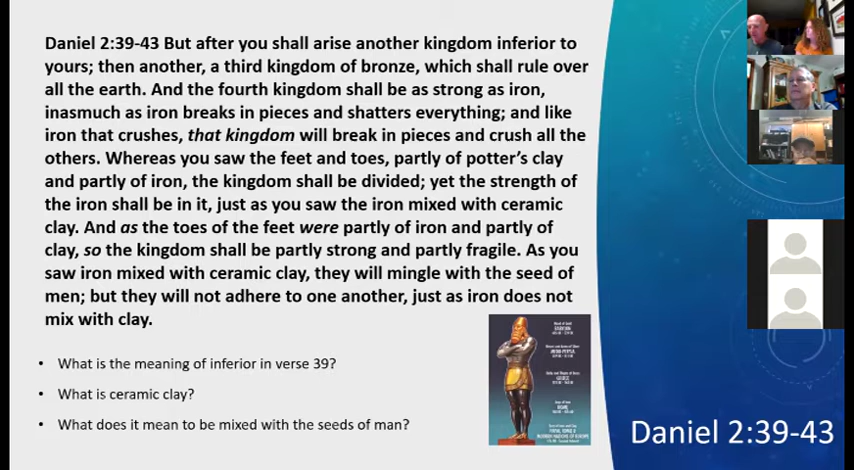 Daniel 2:39-43 But after you shall arise another kingdom inferior to
yours; then another, a third kingdom of bronze, which shall rule over
all the earth. And the fourth kingdom shall be as strong as iron,
inasmuch as iron breaks in pieces and shatters everything; and like
iron that crushes, that kingdom will break in pieces and crush all the
others. Whereas you saw the feet and toes, partly of potter’s clay
and partly of iron, the kingdom shall be divided; yet the strength of
the iron shall be in it, just as you saw the iron mixed with ceramic
clay. And as the toes of the feet were partly of iron and partly of
clay, so the kingdom shall be partly strong and partly fragile. As you
saw iron mixed with ceramic clay, they will mingle with the seed of
men; but they will not adhere to one another, just as iron does not
mix with clay.
• What is the meaning of inferior in verse 39?
• What is ceramic clay?
• What does it mean to be mixed with the seeds of man?
BABYLON
MEDO-PERSIA
GREECE
ROME
Daniel 2:39-43